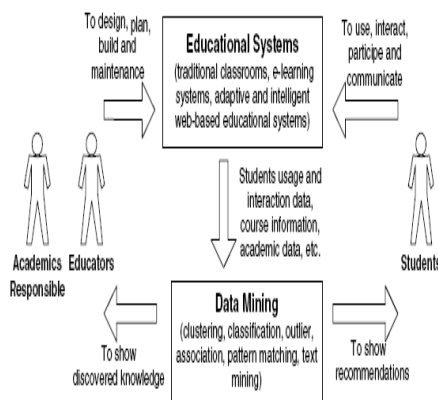 To design, plan,
build and
maintenance
Educational Systems
(traditional classrooms, e-learning
systems, adaptive and intelligent
web-based educational systems)
To use, interact,
participe and
communicate
Students usage and
interaction data,
course information,
academic data, etc.
Academics
Responsible
Educators
Students
Data Mining
(clustering, classification, outlier,
association, pattern matching, text
mining)
To show
discovered knowledge
To show
recommendations